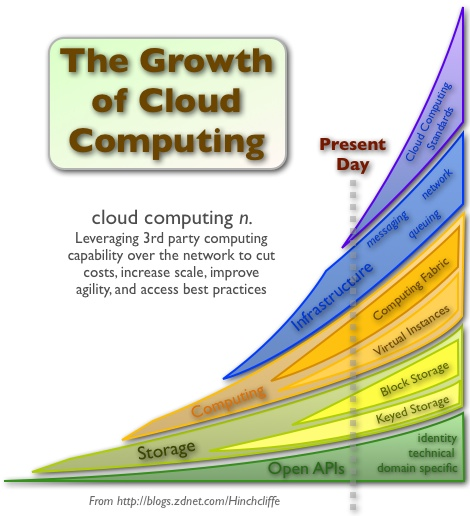 The Growth
of Cloud
Computing
Present
Day
cloud computing n.
Leveraging 3rd party computing
capability over the network to cut
costs, increase scale, improve
agility, and access best practices
Cloud Computing
Standards
network
messaging
queuing
Infrastructure
Computing Fabric
Virtual Instances
Computing
Block Storage
Keyed Storage
Storage
identity
technical
domain specific
Open APIs
From http://blogs.zdnet.com/Hinchcliffe